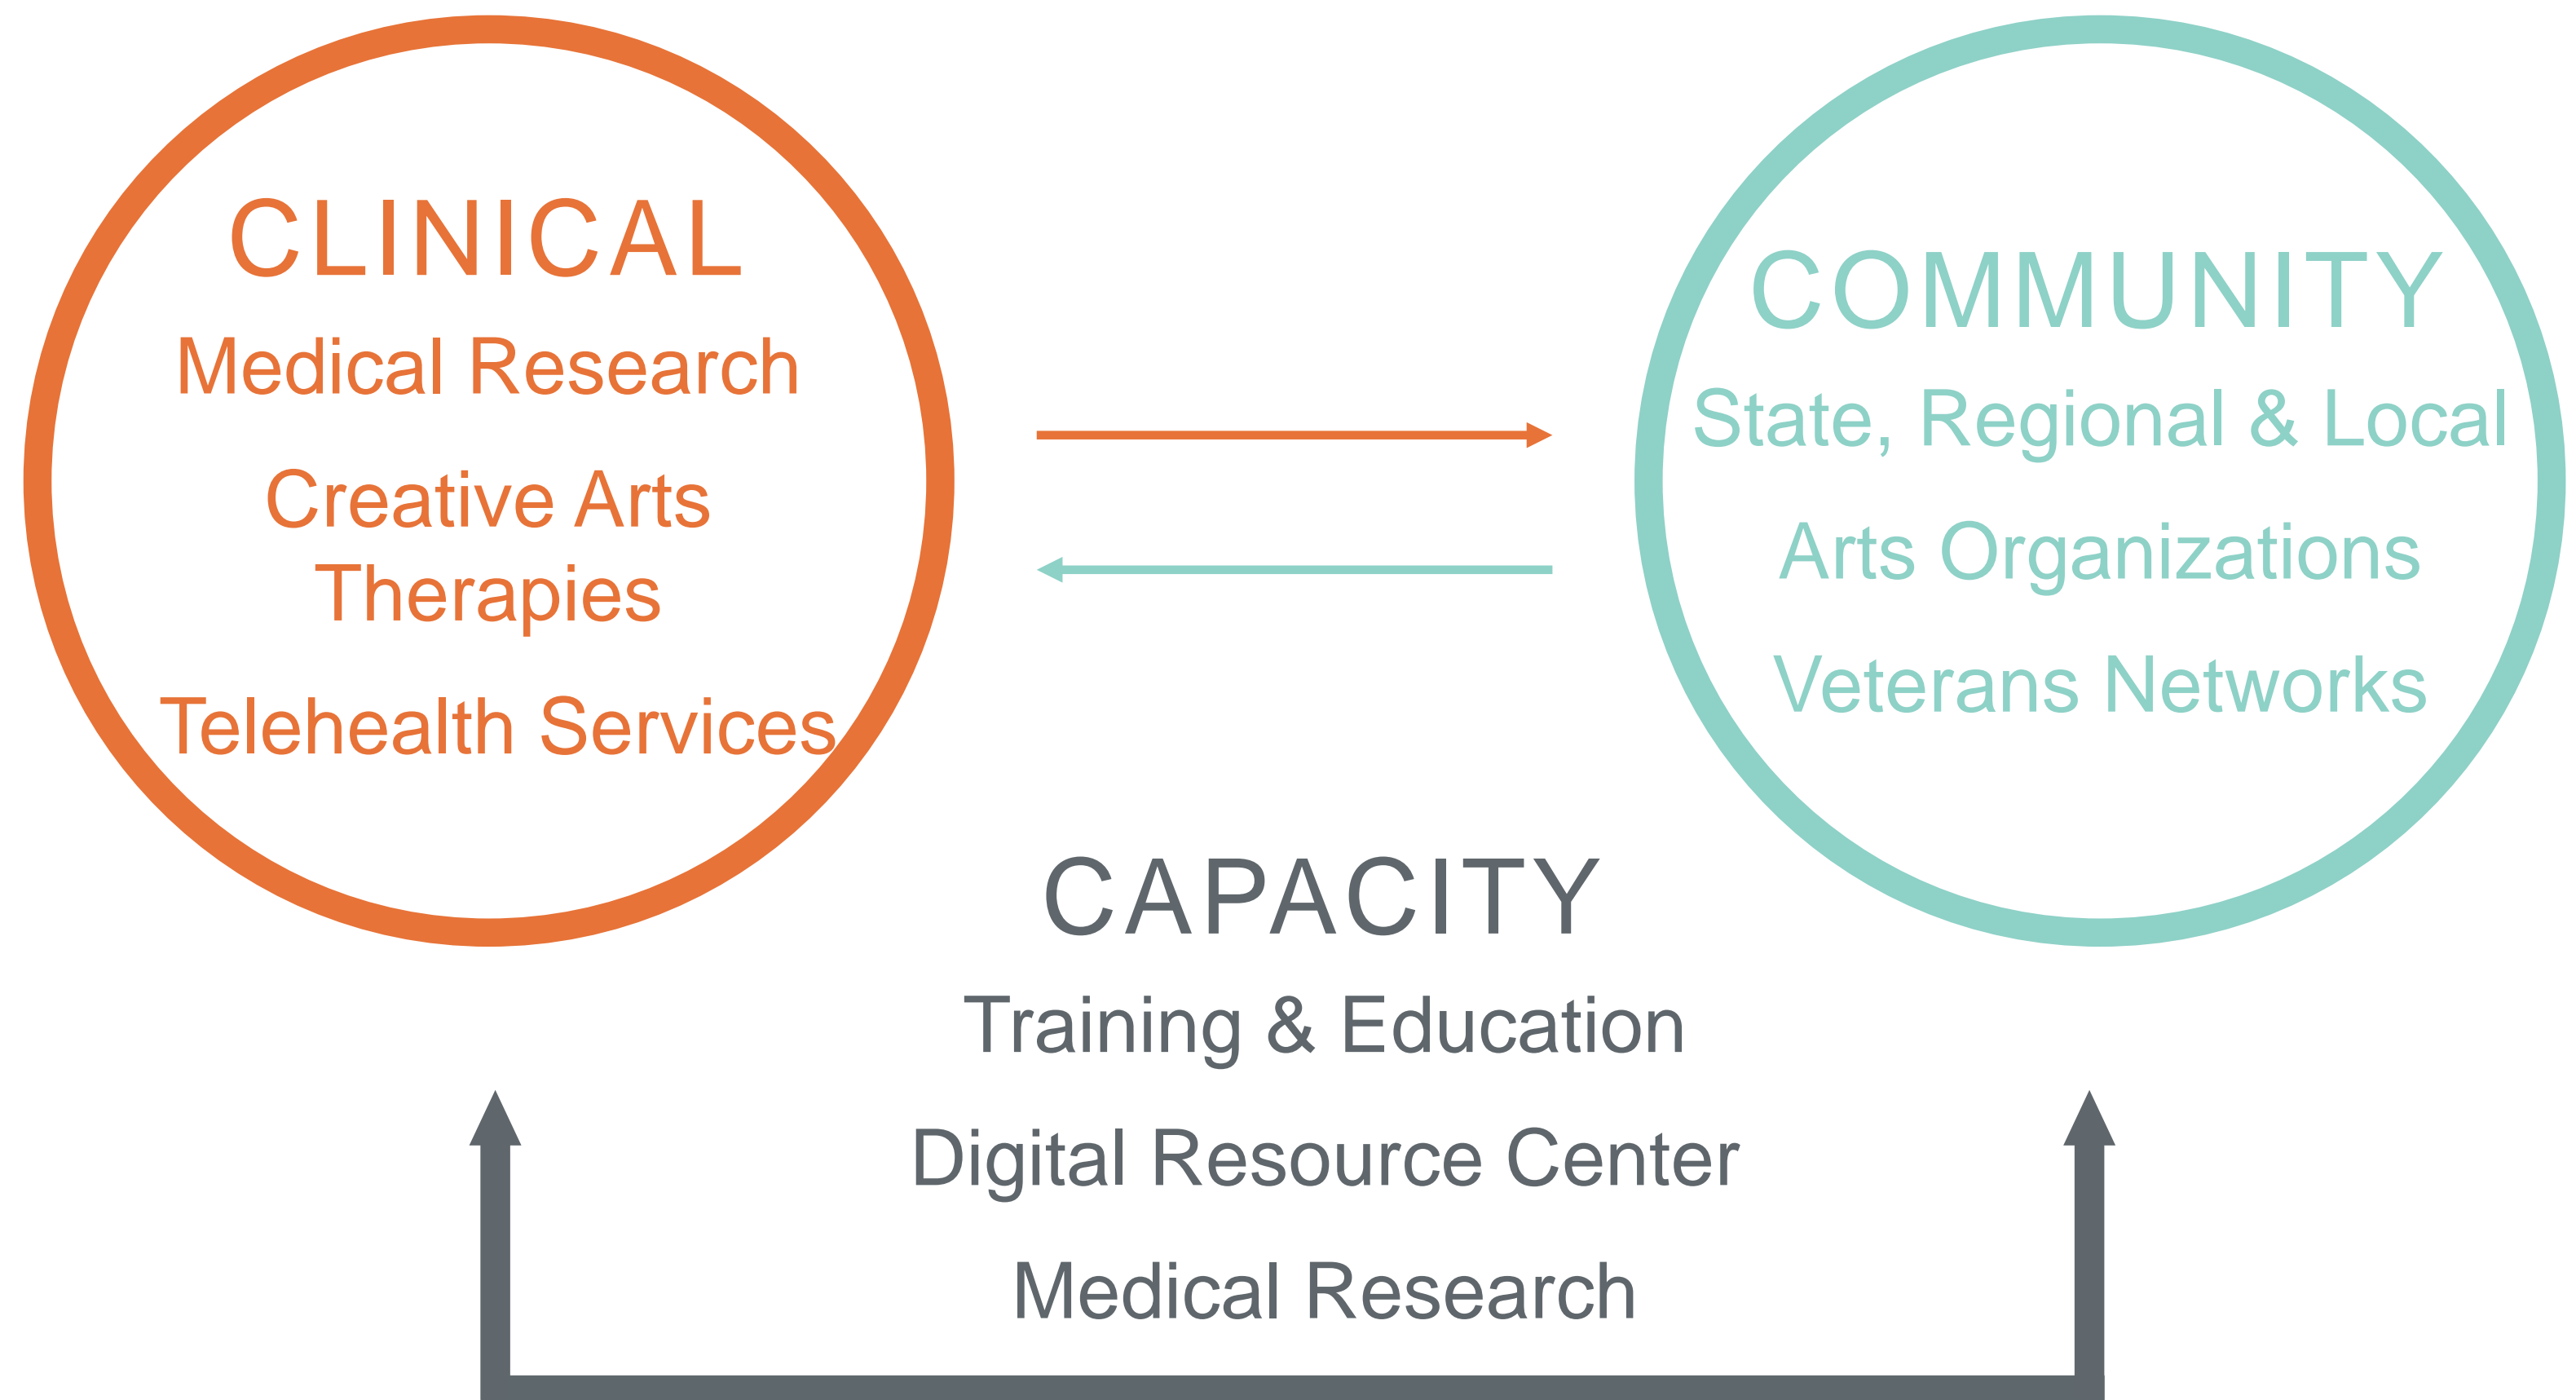 CLINICAL
Medical Research
Creative Arts
Therapies
Telehealth Services
COMMUNITY
State, Regional & Local
Arts Organizations
Veterans Networks
CAPACITY
Training & Education
Digital Resource Center
Medical Research